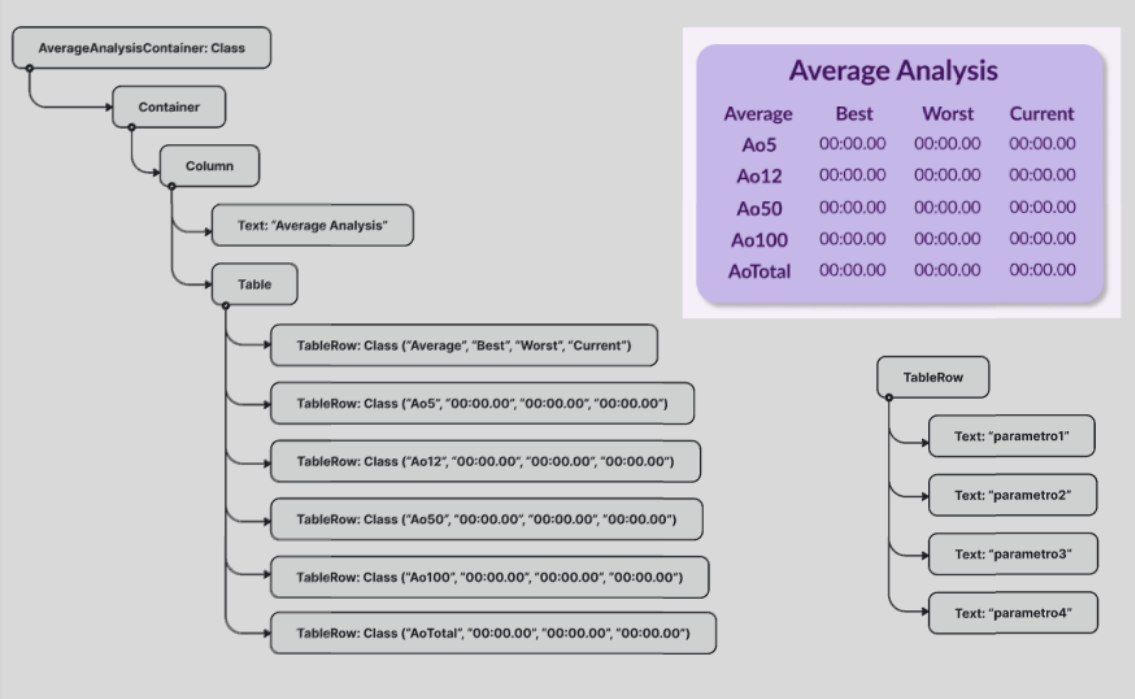 AverageAnalysisContainer: Class
Container
Column
Text: "Average Analysis"
Table
TableRow: Class ("Average", "Best", "Worst", "Current")
TableRow: Class ("Ao5", "00:00.00", "00:00.00", "00:00.00")
TableRow: Class ("Ao12", "00:00.00", "00:00.00", "00:00.00")
TableRow: Class ("Ao50", "00:00.00", "00:00.00", "00:00.00")
TableRow: Class ("Ao100", "00:00.00", "00:00.00", "00:00.00")
TableRow: Class ("AoTotal", "00:00.00", "00:00.00", "00:00.00")
Average Analysis
Average Best Worst Current
Ao5 00:00.00 00:00.00 00:00.00
Ao12 00:00.00 00:00.00 00:00.00
Ao50 00:00.00 00:00.00 00:00.00
Ao100 00:00.00 00:00.00 00:00.00
AoTotal 00:00.00 00:00.00 00:00.00
TableRow
Text: "parametro1"
Text: "parametro2"
Text: "parametro3"
Text: "parametro4"